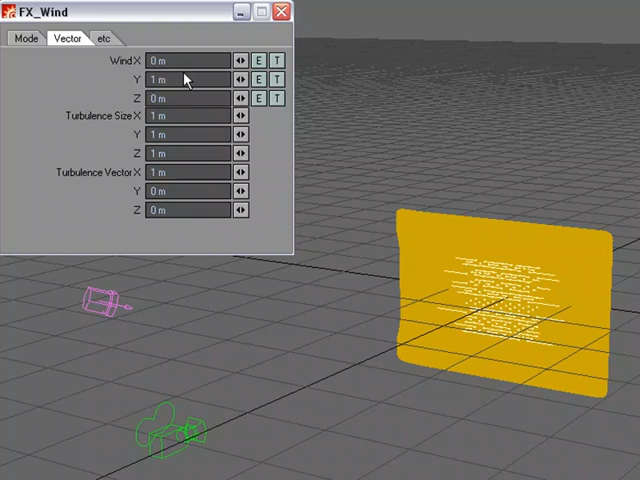 FX_Wind
Mode Vector etc
Wind X 0 m E T
Y 1 m E T
Z 0 m E T
Turbulence Size X 1 m
Y 1 m
Z 1 m
Turbulence Vector X 1 m
Y 0 m
Z 0 m